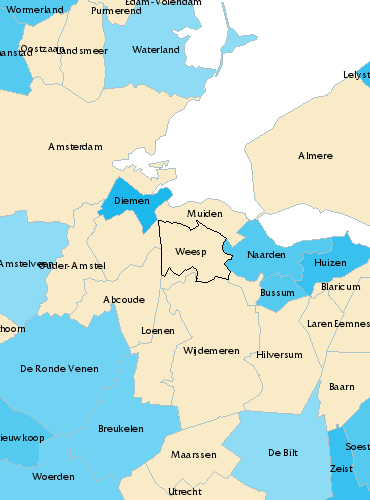 Edam-Volendam
Wormerland
Purmerend
Oostzaan
Landsmeer
Waterland
aanstad
Lelyst
Amsterdam
Almere
Diemen
Muiden
Weesp
Naarden
Huizen
Amstelveen
Ouder-Amstel
Blaricum
Bussum
Abcoude
Laren
Eemnes
hoorn
Loenen
Wijdemeren
Hilversum
De Ronde Venen
Baarn
Breukelen
ieuwkoop
Maarssen
De Bilt
Soest
Zeist
Woerden
Utrecht